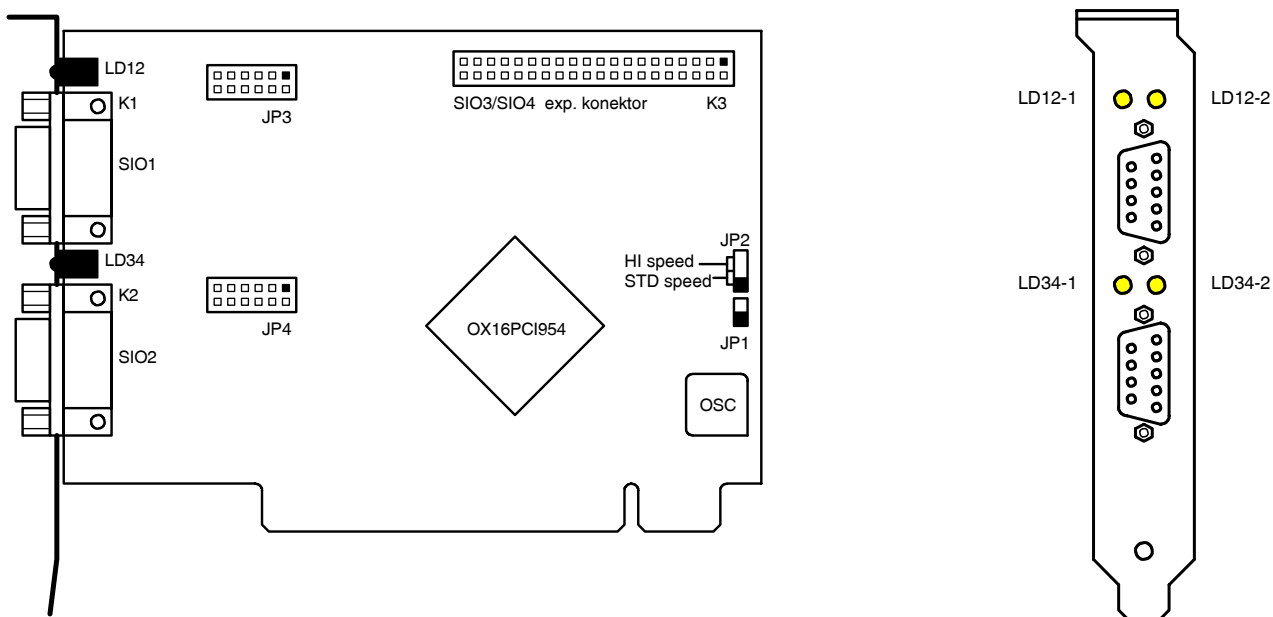 LD12
K1
JP3
SIO3/SIO4 exp. konektor K3
SIO1
LD34
K2
JP4
SIO2
OX16PCI954
JP2
HI speed
STD speed
JP1
OSC
LD12-1 LD12-2
LD34-1 LD34-2